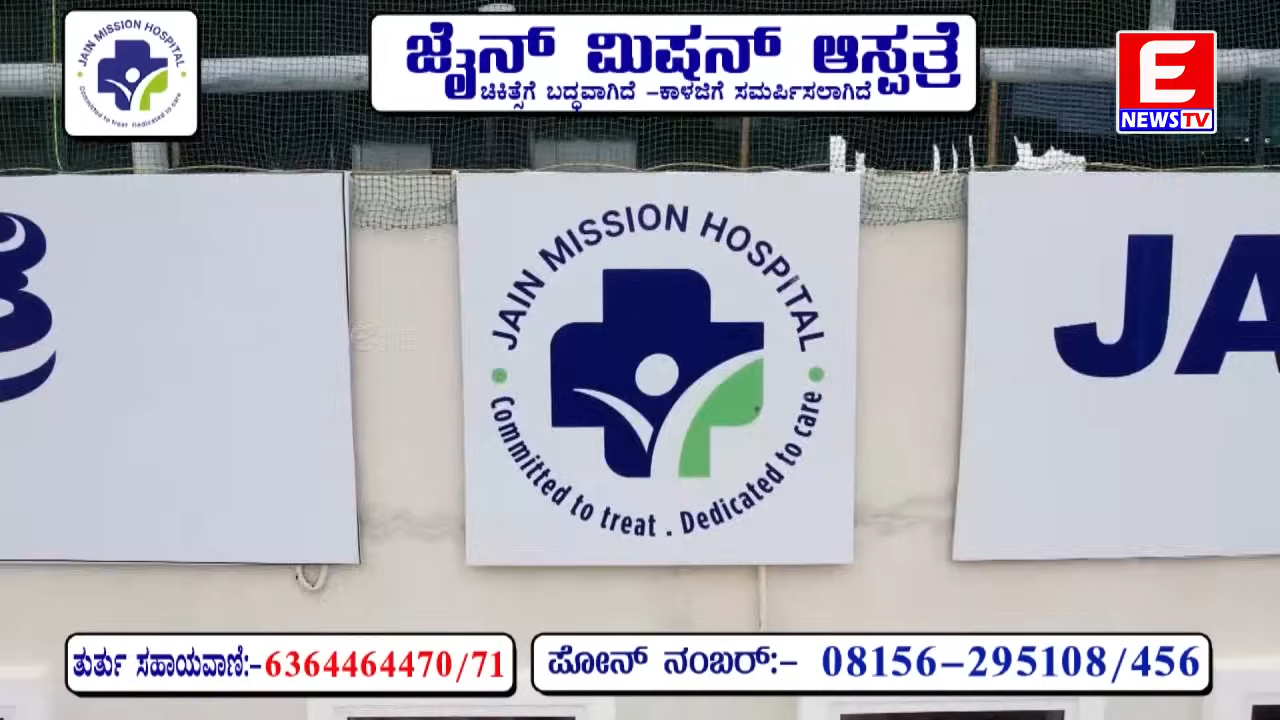 JAIN MISSION HOSPITAL
Committed to treat Dedicated to care
ಜೈನ್ ಮಿಷನ್ ಆಸ್ಪತ್ರೆ
ಚಿಕಿತ್ಸೆಗೆ ಬದ್ಧವಾಗಿದೆ -ಕಾಳಜಿಗೆ ಸಮರ್ಪಿಸಲಾಗಿದೆ
E
NEWS TV
JAIN MISSION HOSPITAL
Committed to treat . Dedicated to care
JA
ತುರ್ತು ಸಹಾಯವಾಣಿ:-6364464470/71
ಫೋನ್ ನಂಬರ್:- 08156-295108/456